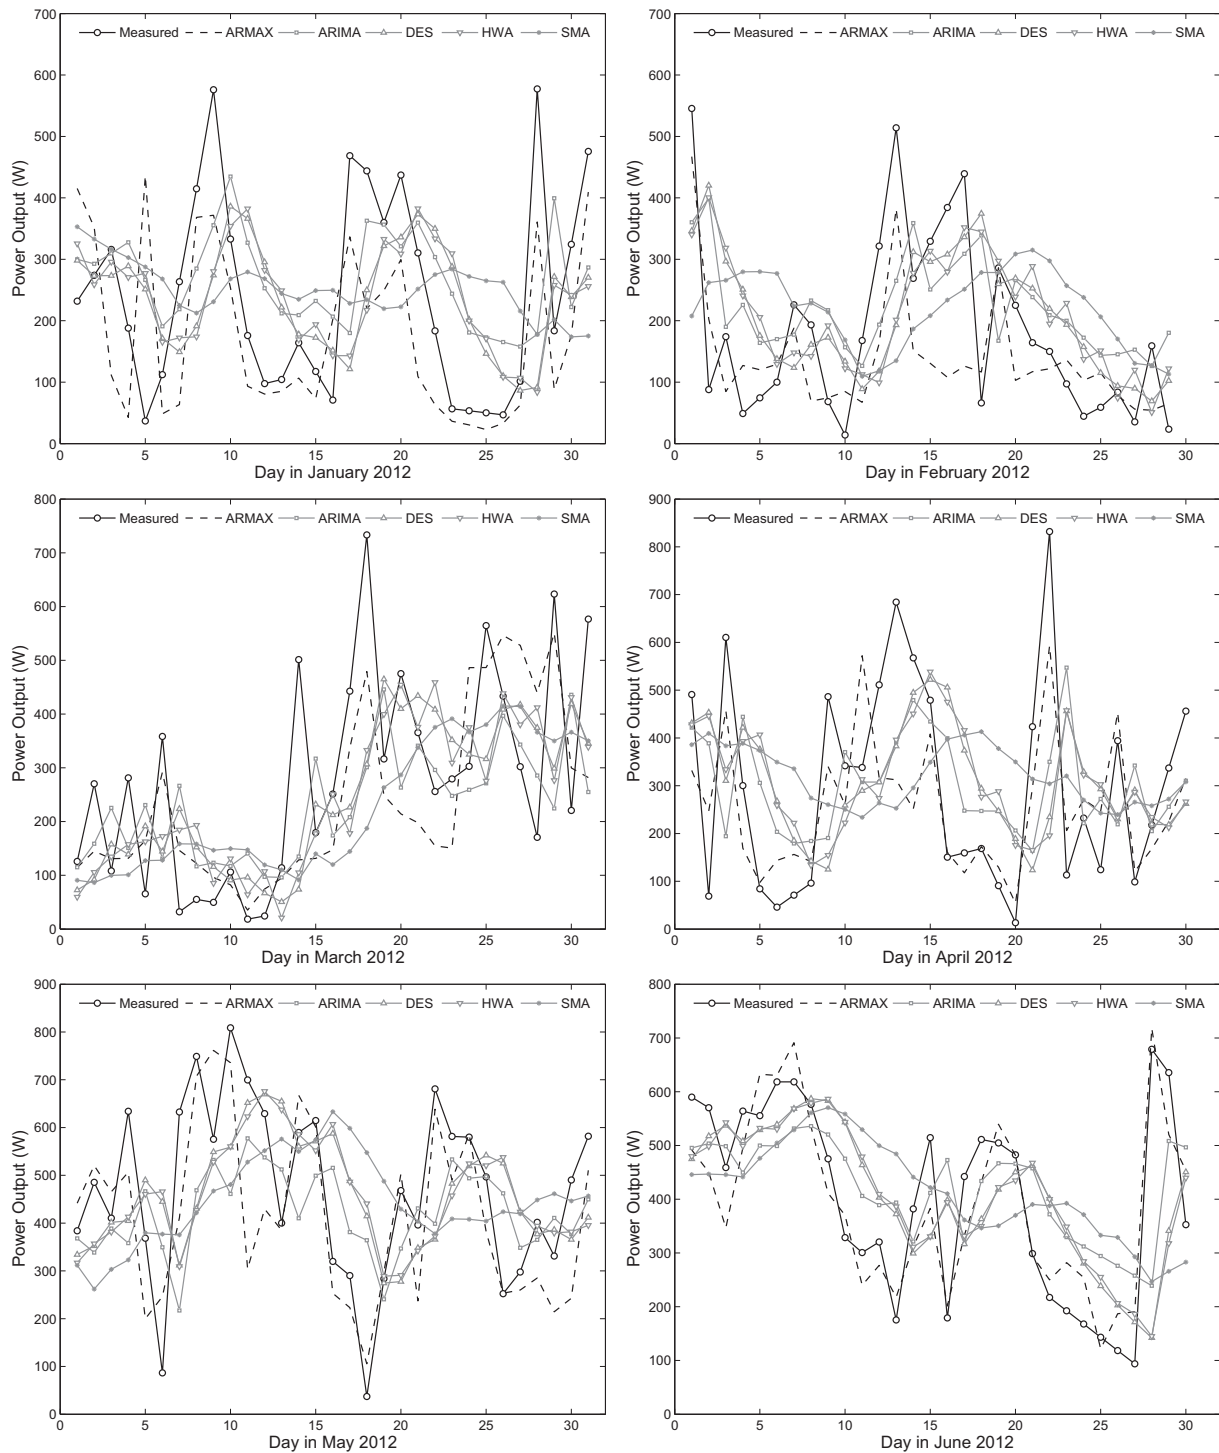 700
600
500
400
300
200
100
0
Power Output (W)
Measured ARMAX ARIMA DES HWA SMA
0 5 10 15 20 25 30
Day in January 2012
700
600
500
400
300
200
100
0
Power Output (W)
Measured ARMAX ARIMA DES HWA SMA
0 5 10 15 20 25 30
Day in February 2012
800
700
600
500
400
300
200
100
0
Power Output (W)
Measured ARMAX ARIMA DES HWA SMA
0 5 10 15 20 25 30
Day in March 2012
900
800
700
600
500
400
300
200
100
0
Power Output (W)
Measured ARMAX ARIMA DES HWA SMA
0 5 10 15 20 25 30
Day in April 2012
900
800
700
600
500
400
300
200
100
0
Power Output (W)
Measured ARMAX ARIMA DES HWA SMA
0 5 10 15 20 25 30
Day in May 2012
800
700
600
500
400
300
200
100
0
Power Output (W)
Measured ARMAX ARIMA DES HWA SMA
0 5 10 15 20 25 30
Day in June 2012